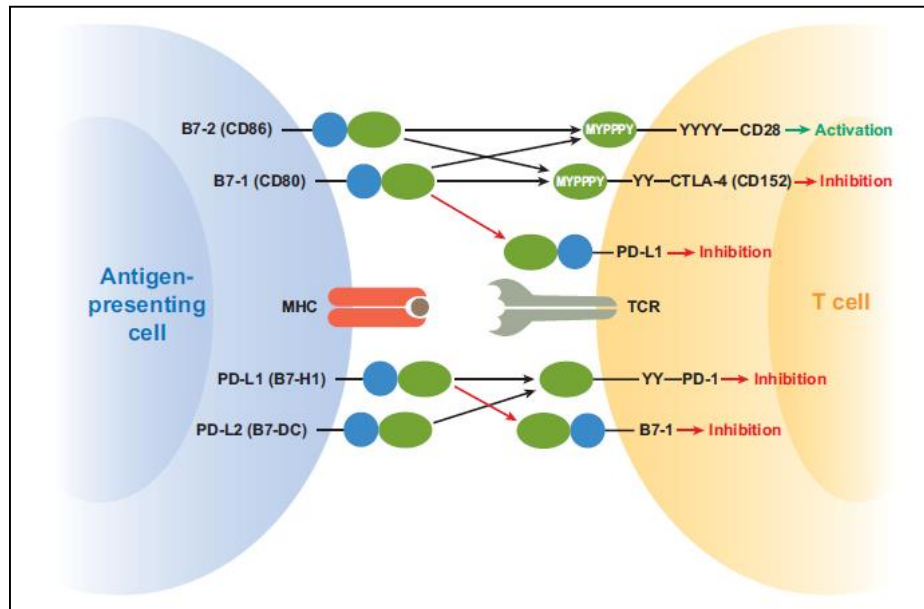 B7-2 (CD86) MYPPPY YYYY CD28 Activation
B7-1 (CD80) MYPPPY YY CTLA-4 (CD152) Inhibition
PD-L1 Inhibition
Antigen-
presenting
cell
MHC TCR
T cell
PD-L1 (B7-H1) YY PD-1 Inhibition
PD-L2 (B7-DC) B7-1 Inhibition